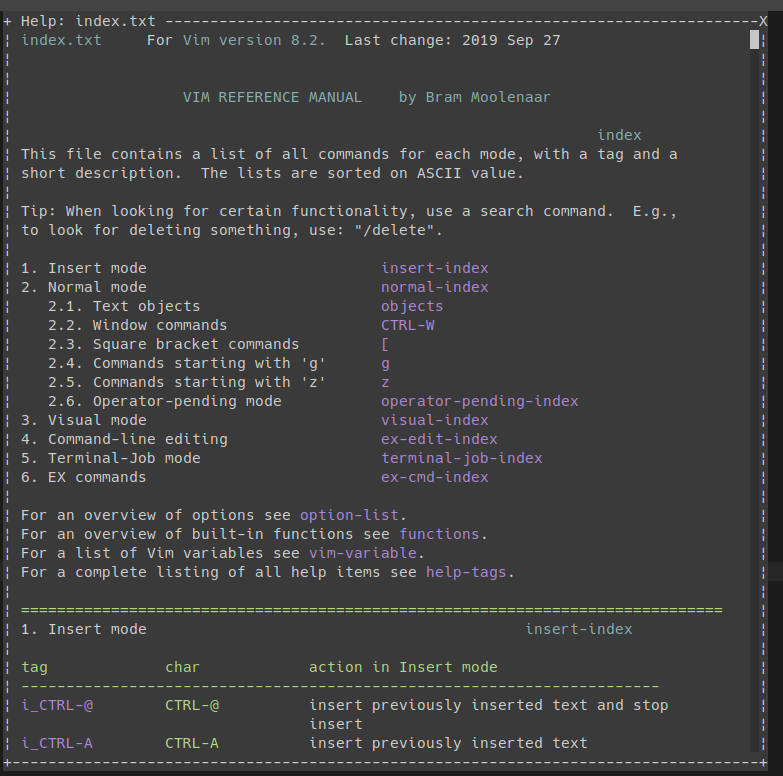 + Help: index.txt ------------------------------------------------------------------X
index.txt     For Vim version 8.2.  Last change: 2019 Sep 27
VIM REFERENCE MANUAL    by Bram Moolenaar
index
This file contains a list of all commands for each mode, with a tag and a
short description.  The lists are sorted on ASCII value.
Tip: When looking for certain functionality, use a search command.  E.g.,
to look for deleting something, use: "/delete".
1. Insert mode                          insert-index
2. Normal mode                          normal-index
   2.1. Text objects                    objects
   2.2. Window commands                 CTRL-W
   2.3. Square bracket commands         [
   2.4. Commands starting with 'g'      g
   2.5. Commands starting with 'z'      z
   2.6. Operator-pending mode           operator-pending-index
3. Visual mode                          visual-index
4. Command-line editing                 ex-edit-index
5. Terminal-Job mode                    terminal-job-index
6. EX commands                          ex-cmd-index
For an overview of options see option-list.
For an overview of built-in functions see functions.
For a list of Vim variables see vim-variable.
For a complete listing of all help items see help-tags.
==============================================================================
1. Insert mode                                          insert-index
tag             char            action in Insert mode
-----------------------------------------------------------------------
i_CTRL-@        CTRL-@          insert previously inserted text and stop
                                insert
i_CTRL-A        CTRL-A          insert previously inserted text